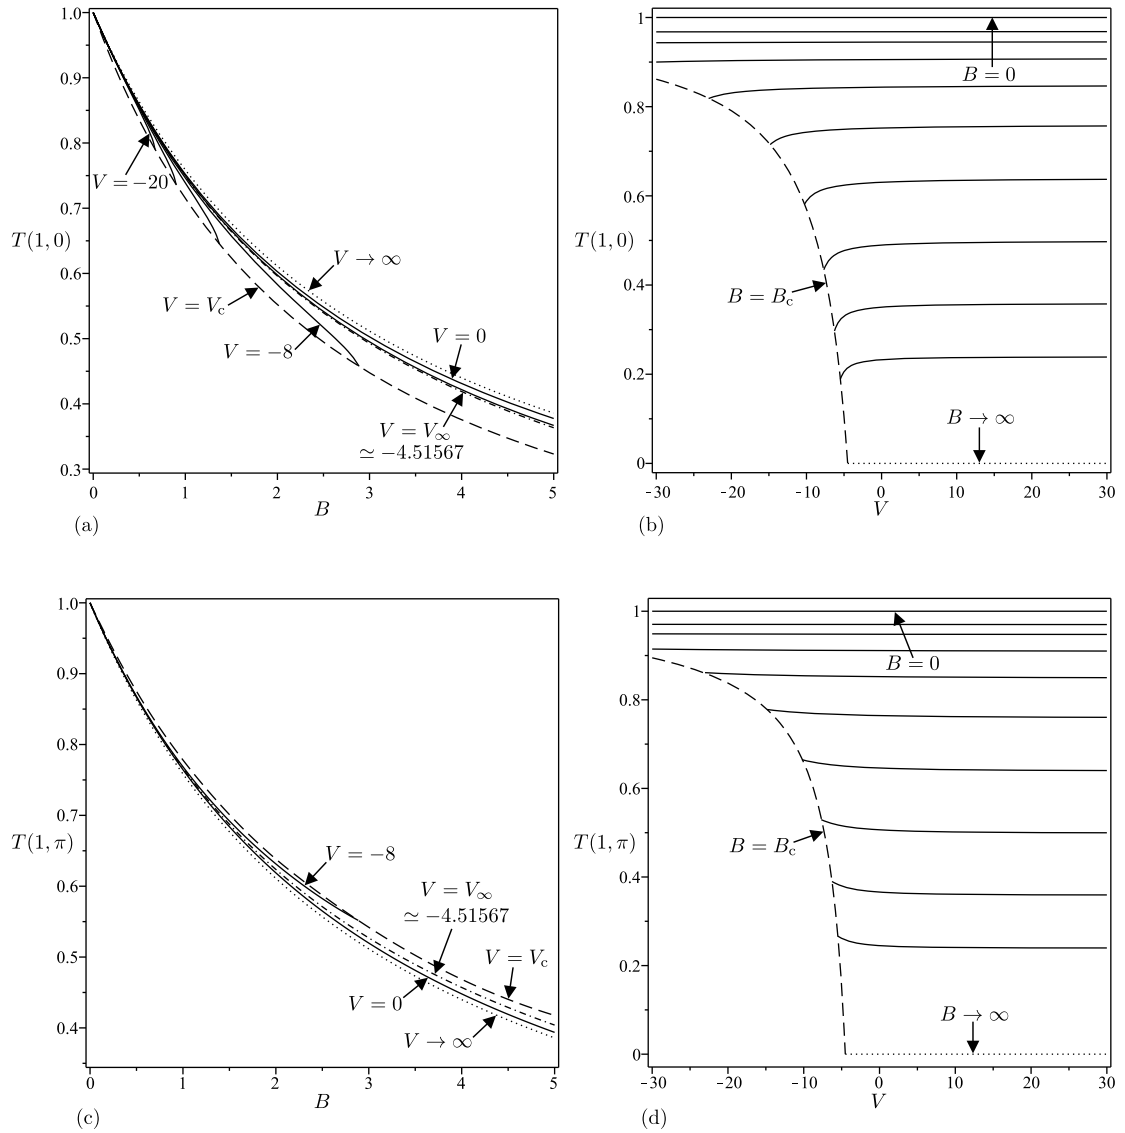 1.0
0.9
0.8
0.7
0.6
0.5
0.4
0.3
T(1, 0)
V = −20
V = V_c
V = −8
V → ∞
V = 0
V = V_∞
≃ −4.51567
0 1 2 3 4 5
B
(a)
1
0.8
0.6
0.4
0.2
0
T(1, 0)
B = 0
B = B_c
B → ∞
-30 -20 -10 0 10 20 30
V
(b)
1.0
0.9
0.8
0.7
0.6
0.5
0.4
T(1, π)
V = −8
V = V_∞
≃ −4.51567
V = V_c
V = 0
V → ∞
0 1 2 3 4 5
B
(c)
1
0.8
0.6
0.4
0.2
0
T(1, π)
B = 0
B = B_c
B → ∞
-30 -20 -10 0 10 20 30
V
(d)